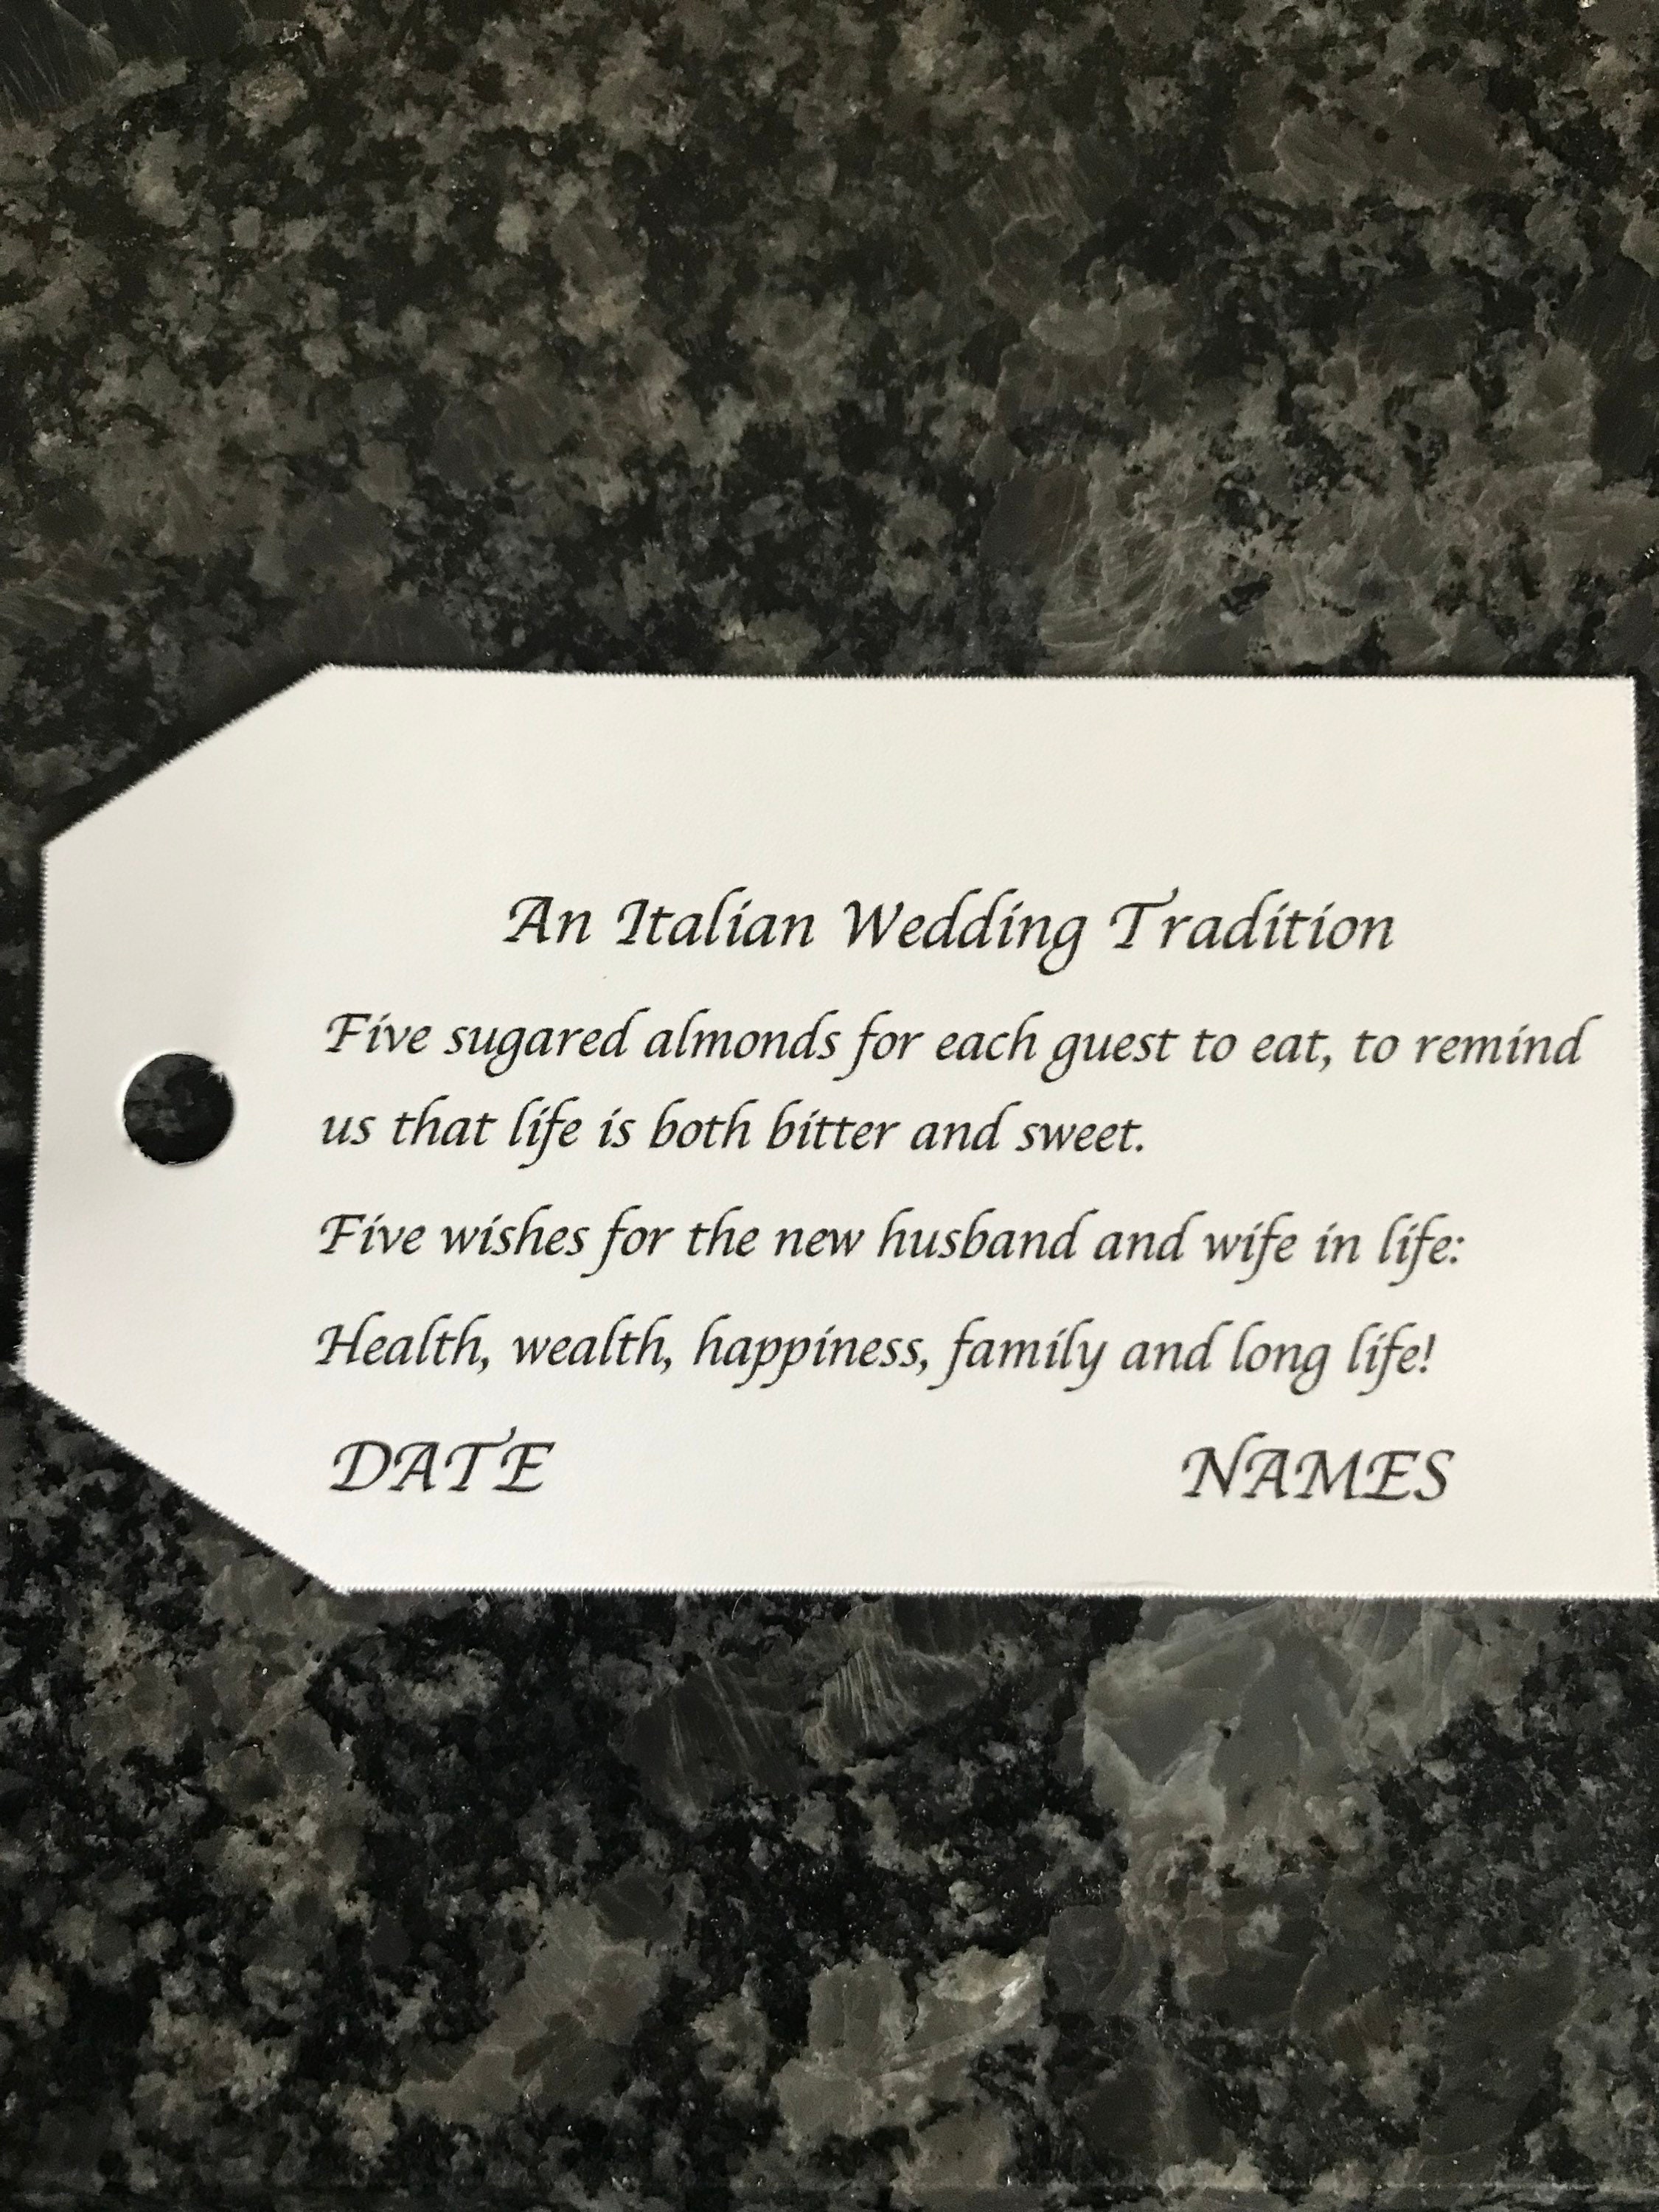 An Italian Wedding Tradition
Five sugared almonds for each guest to eat, to remind
us that life is both bitter and sweet.
Five wishes for the new husband and wife in life:
Health, wealth, happiness, family and long life!
DATE NAMES